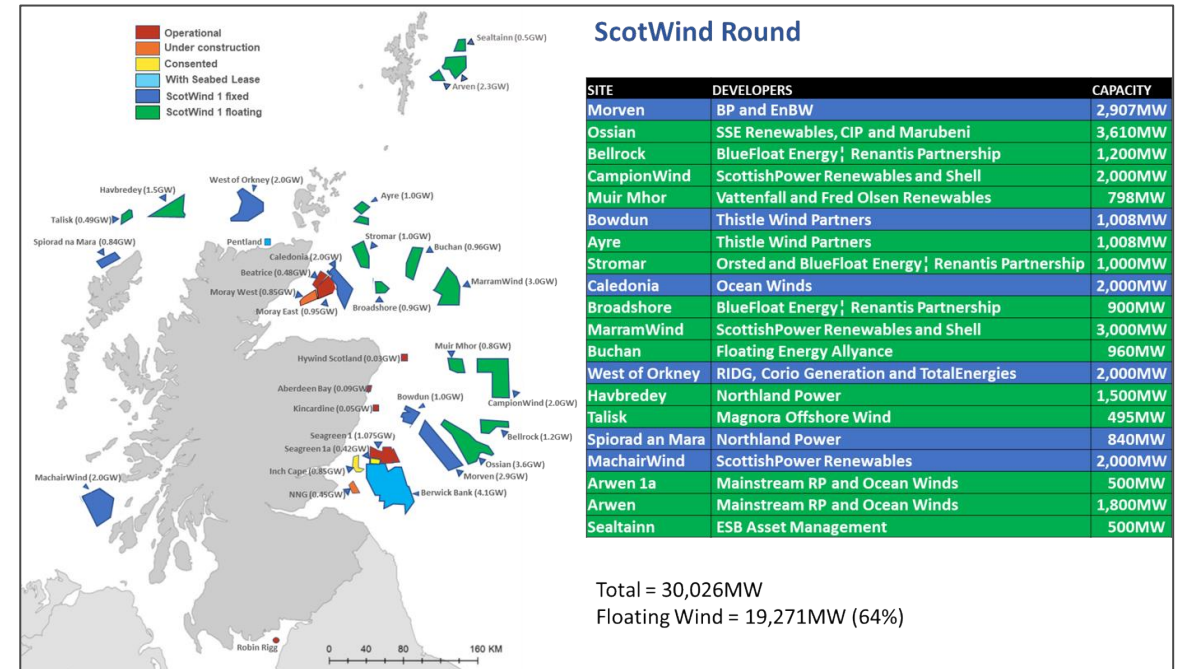 Operational
Under construction
Consented
With Seabed Lease
ScotWind 1 fixed
ScotWind 1 floating
Sealtainn (0.5GW)
Arven (2.3GW)
West of Orkney (2.0GW)
Havbredey (1.5GW)
Ayre (1.0GW)
Talisk (0.49GW)
Stromar (1.0GW)
Spiorad na Mara (0.84GW)
Pentland
Buchan (0.96GW)
Caledonia (2.0GW)
Beatrice (0.48GW)
MarramWind (3.0GW)
Moray West (0.85GW)
Moray East (0.95GW)
Broadshore (0.9GW)
Muir Mhor (0.8GW)
Hywind Scotland (0.03GW)
Aberdeen Bay (0.09GW)
Bowdun (1.0GW)
CampionWind (2.0GW)
Kincardine (0.05GW)
Seagreen1 (1.075GW)
Bellrock (1.2GW)
Seagreen 1a (0.42GW)
Ossian (3.6GW)
Inch Cape (0.85GW)
Morven (2.9GW)
MachairWind (2.0GW)
NNG (0.45GW)
Berwick Bank (4.1GW)
Robin Rigg
0 40 80 160 KM
ScotWind Round
SITE DEVELOPERS CAPACITY
Morven BP and EnBW 2,907MW
Ossian SSE Renewables, CIP and Marubeni 3,610MW
Bellrock BlueFloat Energy¦ Renantis Partnership 1,200MW
CampionWind ScottishPower Renewables and Shell 2,000MW
Muir Mhor Vattenfall and Fred Olsen Renewables 798MW
Bowdun Thistle Wind Partners 1,008MW
Ayre Thistle Wind Partners 1,008MW
Stromar Orsted and BlueFloat Energy¦ Renantis Partnership 1,000MW
Caledonia Ocean Winds 2,000MW
Broadshore BlueFloat Energy¦ Renantis Partnership 900MW
MarramWind ScottishPower Renewables and Shell 3,000MW
Buchan Floating Energy Allyance 960MW
West of Orkney RIDG, Corio Generation and TotalEnergies 2,000MW
Havbredey Northland Power 1,500MW
Talisk Magnora Offshore Wind 495MW
Spiorad an Mara Northland Power 840MW
MachairWind ScottishPower Renewables 2,000MW
Arwen 1a Mainstream RP and Ocean Winds 500MW
Arwen Mainstream RP and Ocean Winds 1,800MW
Sealtainn ESB Asset Management 500MW
Total = 30,026MW
Floating Wind = 19,271MW (64%)